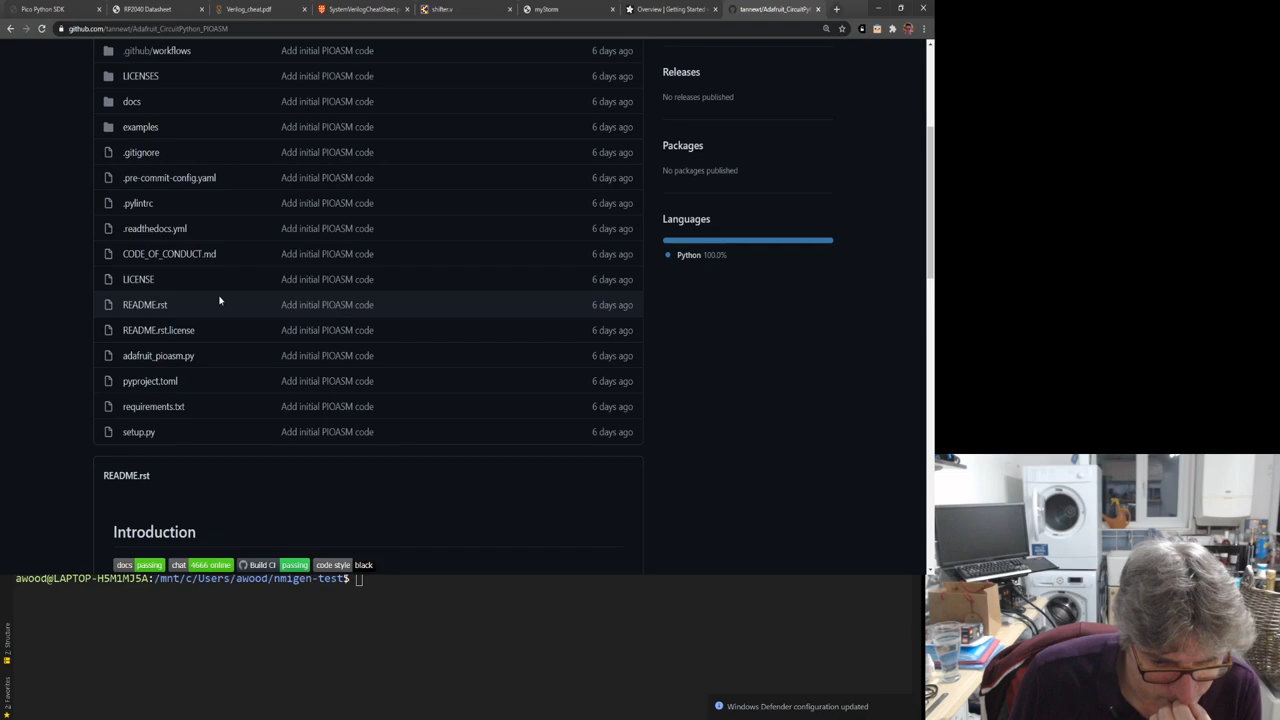 Pico Python SDK
RP2040 Datasheet
Verilog_cheat.pdf
SystemVerilogCheatSheet.p
shifter.v
myStorm
Overview | Getting Started
tannewt/Adafruit_CircuitPy
github.com/tannewt/Adafruit_CircuitPython_PIOASM
.github/workflows Add initial PIOASM code 6 days ago
LICENSES Add initial PIOASM code 6 days ago
docs Add initial PIOASM code 6 days ago
examples Add initial PIOASM code 6 days ago
.gitignore Add initial PIOASM code 6 days ago
.pre-commit-config.yaml Add initial PIOASM code 6 days ago
.pylintrc Add initial PIOASM code 6 days ago
.readthedocs.yml Add initial PIOASM code 6 days ago
CODE_OF_CONDUCT.md Add initial PIOASM code 6 days ago
LICENSE Add initial PIOASM code 6 days ago
README.rst Add initial PIOASM code 6 days ago
README.rst.license Add initial PIOASM code 6 days ago
adafruit_pioasm.py Add initial PIOASM code 6 days ago
pyproject.toml Add initial PIOASM code 6 days ago
requirements.txt Add initial PIOASM code 6 days ago
setup.py Add initial PIOASM code 6 days ago
Releases
No releases published
Packages
No packages published
Languages
Python 100.0%
README.rst
Introduction
docs passing chat 4666 online Build CI passing code style black
awood@LAPTOP-H5M1MJ5A:/mnt/c/Users/awood/nmigen-test$
2: Structure
2: Favorites
Windows Defender configuration updated